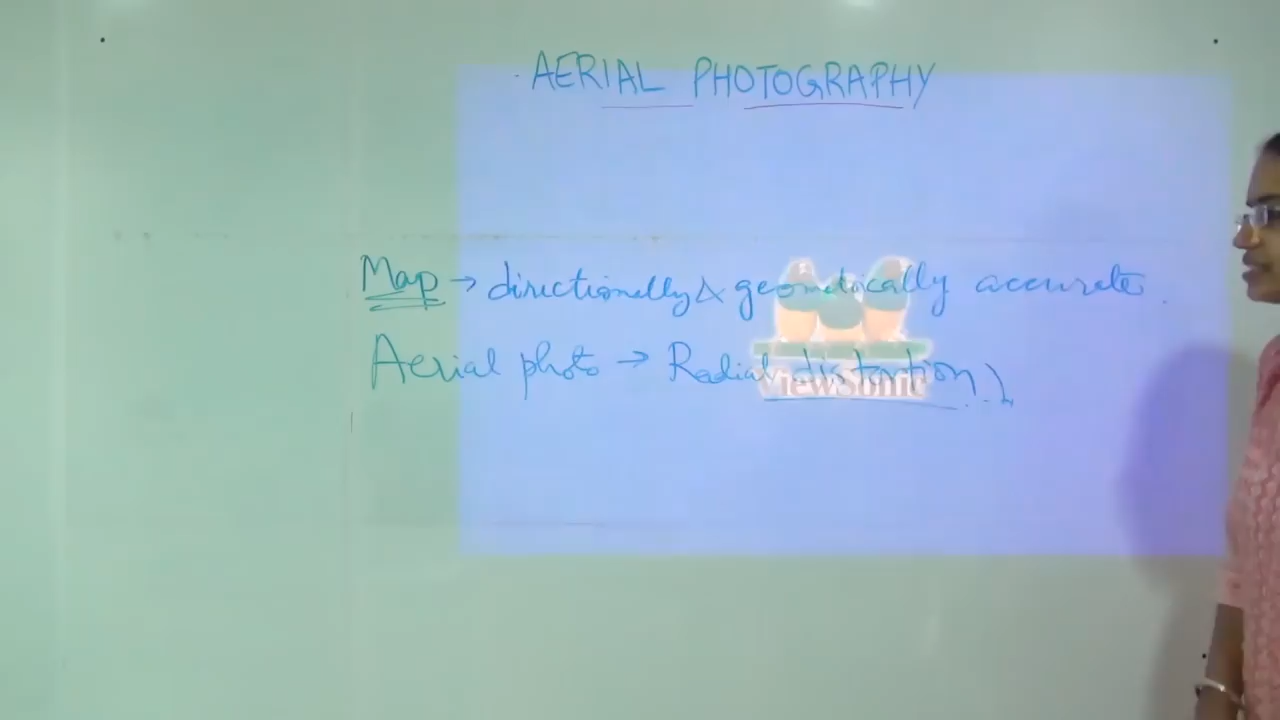 AERIAL PHOTOGRAPHY
Map → directionally & geometrically accurate.
Aerial photo → Radial distortion
ViewSonic